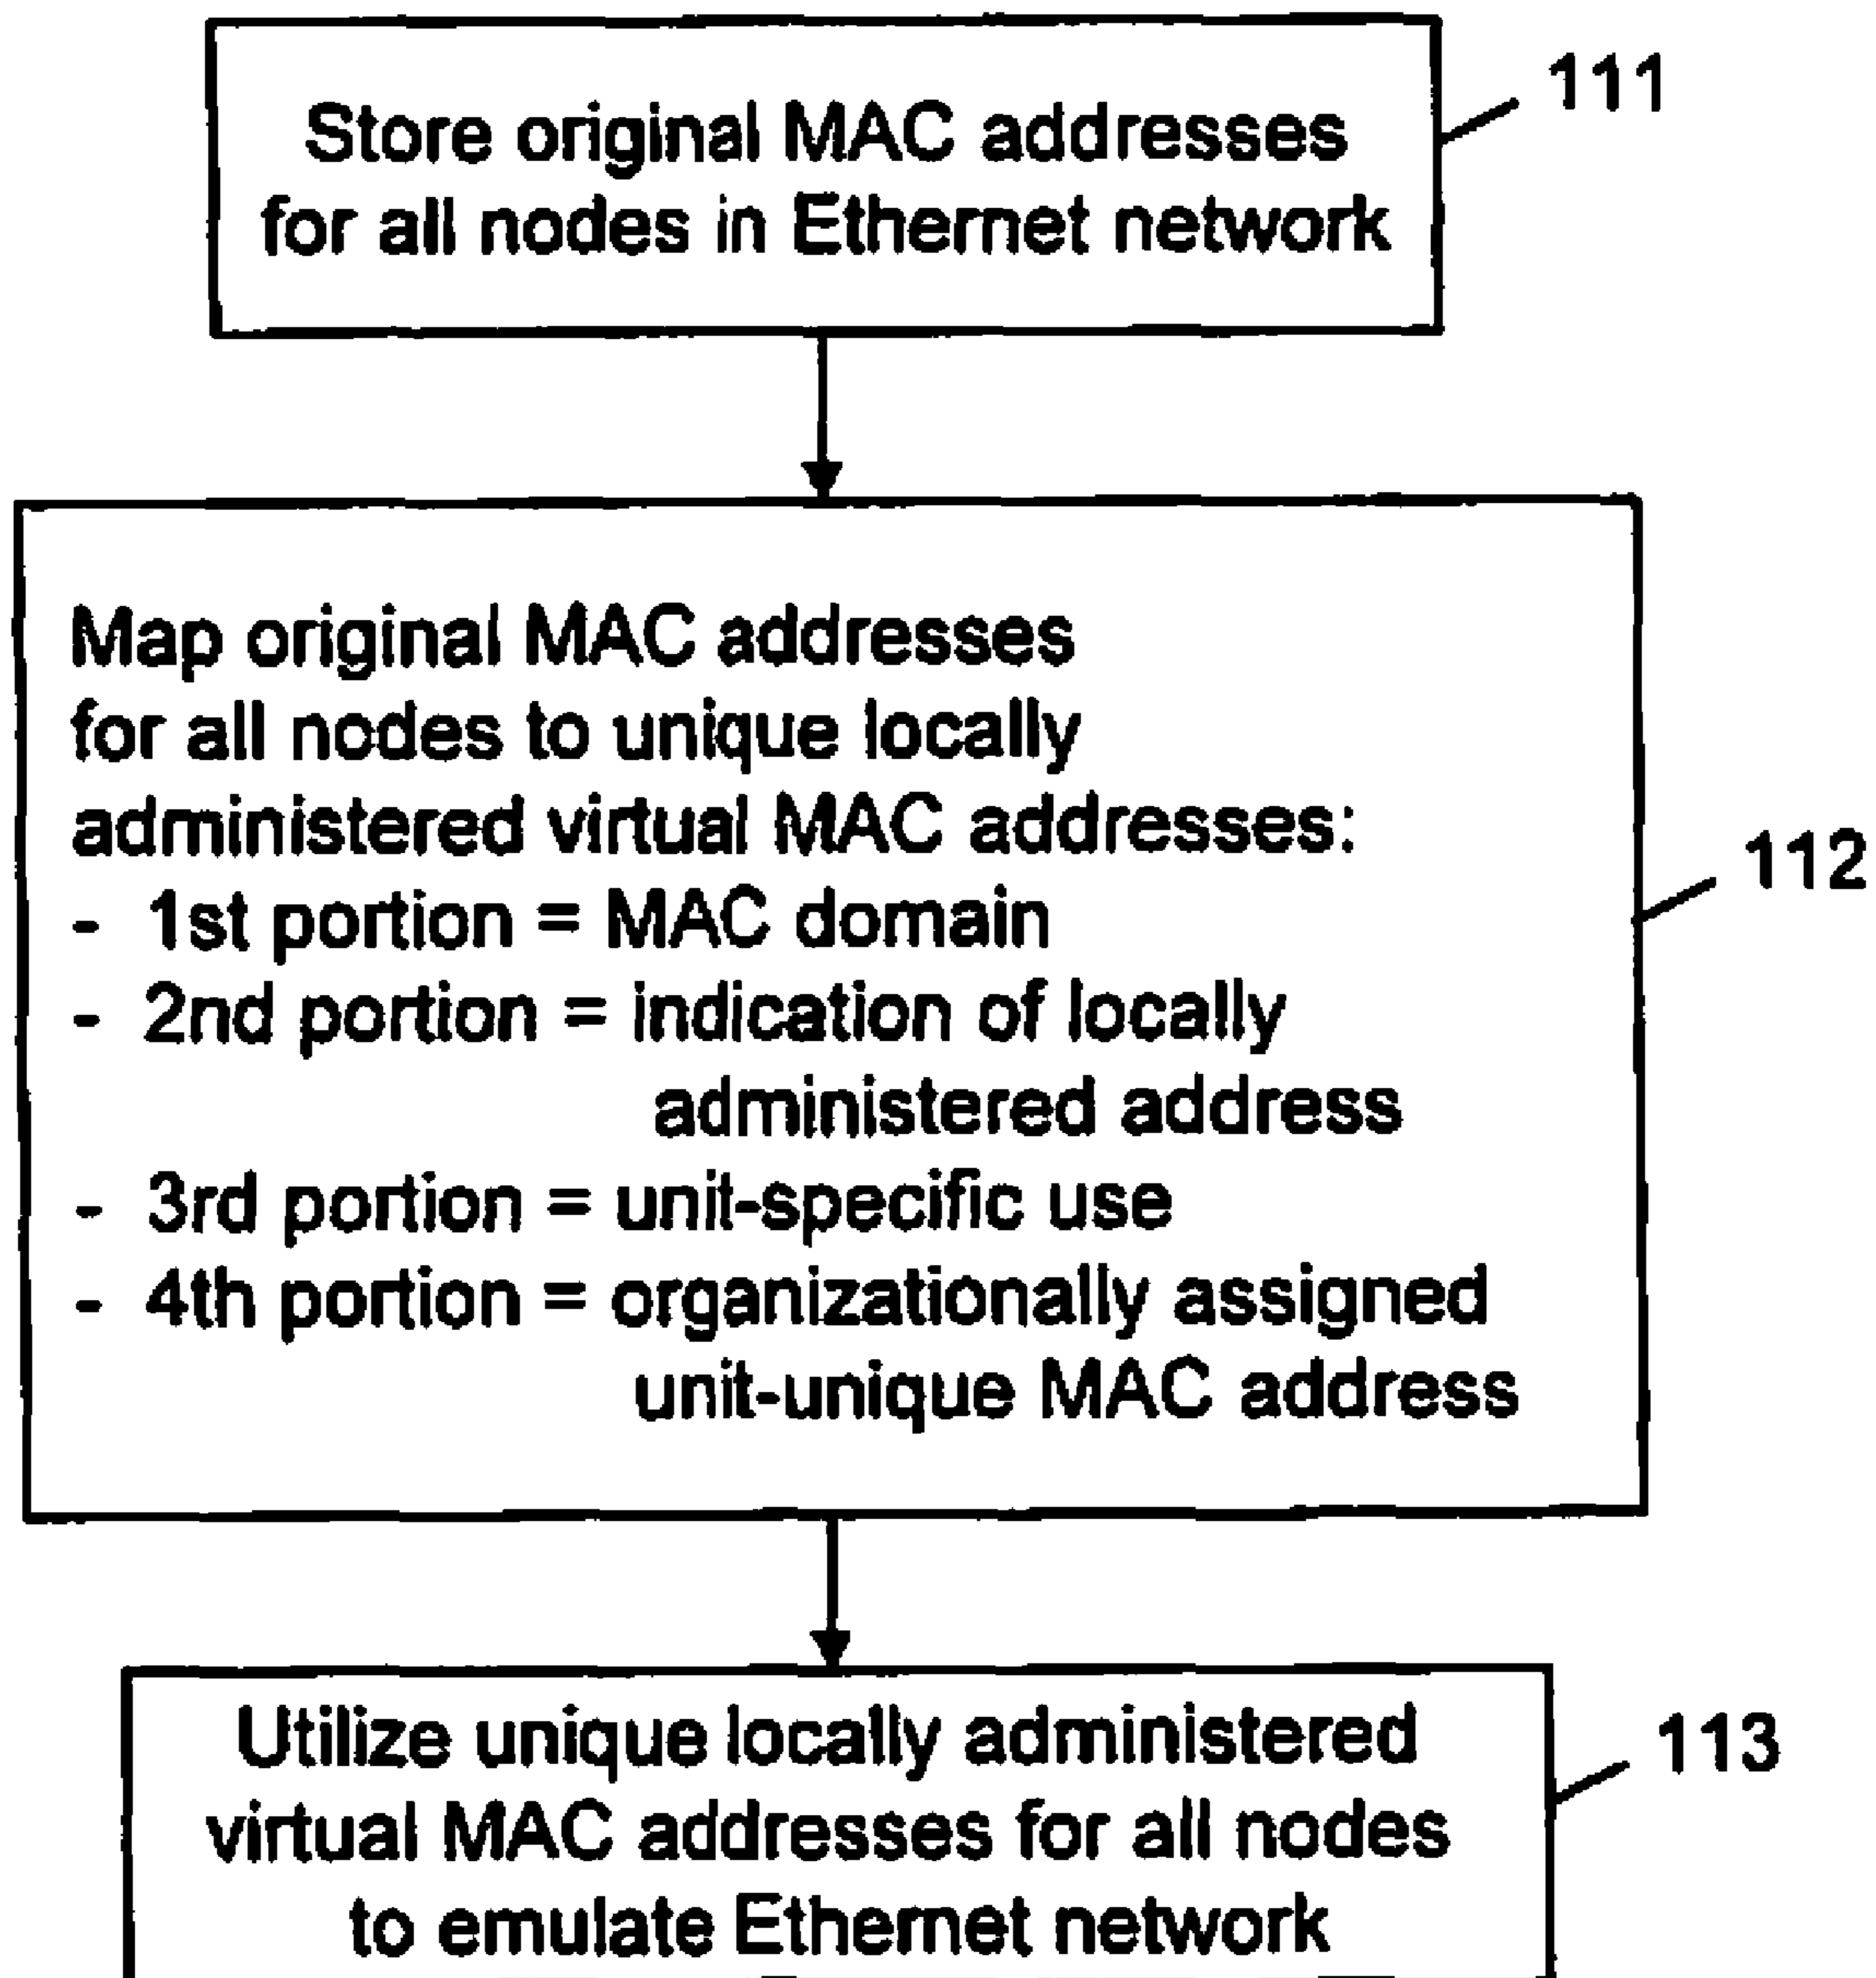 111
Store original MAC addresses
for all nodes in Ethernet network
Map original MAC addresses
for all nodes to unique locally
administered virtual MAC addresses:
- 1st portion = MAC domain
- 2nd portion = indication of locally
administered address
- 3rd portion = unit-specific use
- 4th portion = organizationally assigned
unit-unique MAC address
112
Utilize unique locally administered
virtual MAC addresses for all nodes
to emulate Ethernet network
113